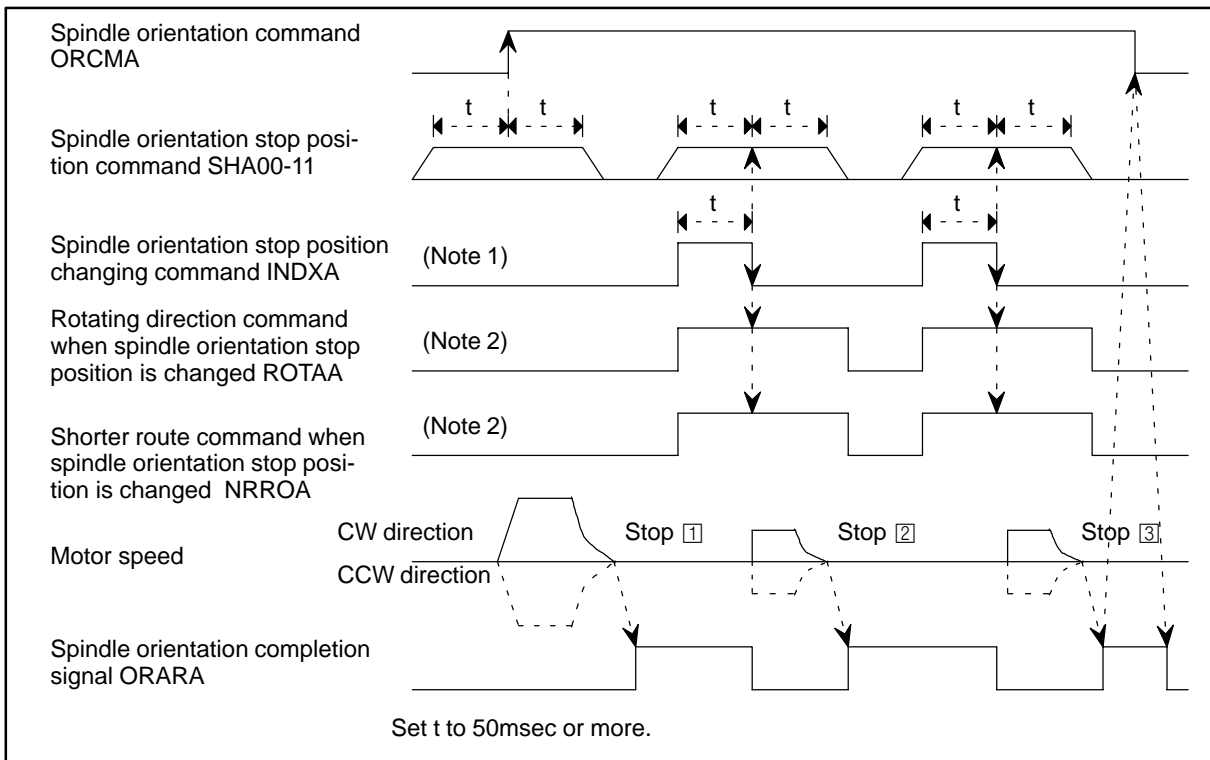 Spindle orientation command
ORCMA
t t t t t t
Spindle orientation stop posi-
tion command SHA00-11
t t
Spindle orientation stop position
changing command INDXA
(Note 1)
Rotating direction command
when spindle orientation stop
position is changed ROTAA
(Note 2)
Shorter route command when
spindle orientation stop posi-
tion is changed NRROA
(Note 2)
Motor speed
CW direction
CCW direction
Stop 1
Stop 2
Stop 3
Spindle orientation completion
signal ORARA
Set t to 50msec or more.